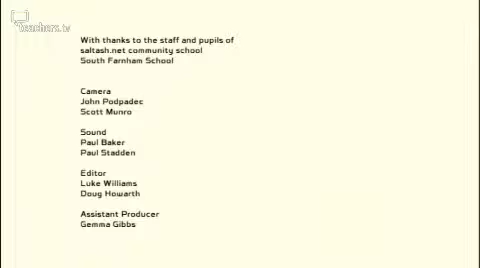 teachers.tv
With thanks to the staff and pupils of
saltash.net community school
South Farnham School
Camera
John Podpadec
Scott Munro
Sound
Paul Baker
Paul Stadden
Editor
Luke Williams
Doug Howarth
Assistant Producer
Gemma Gibbs